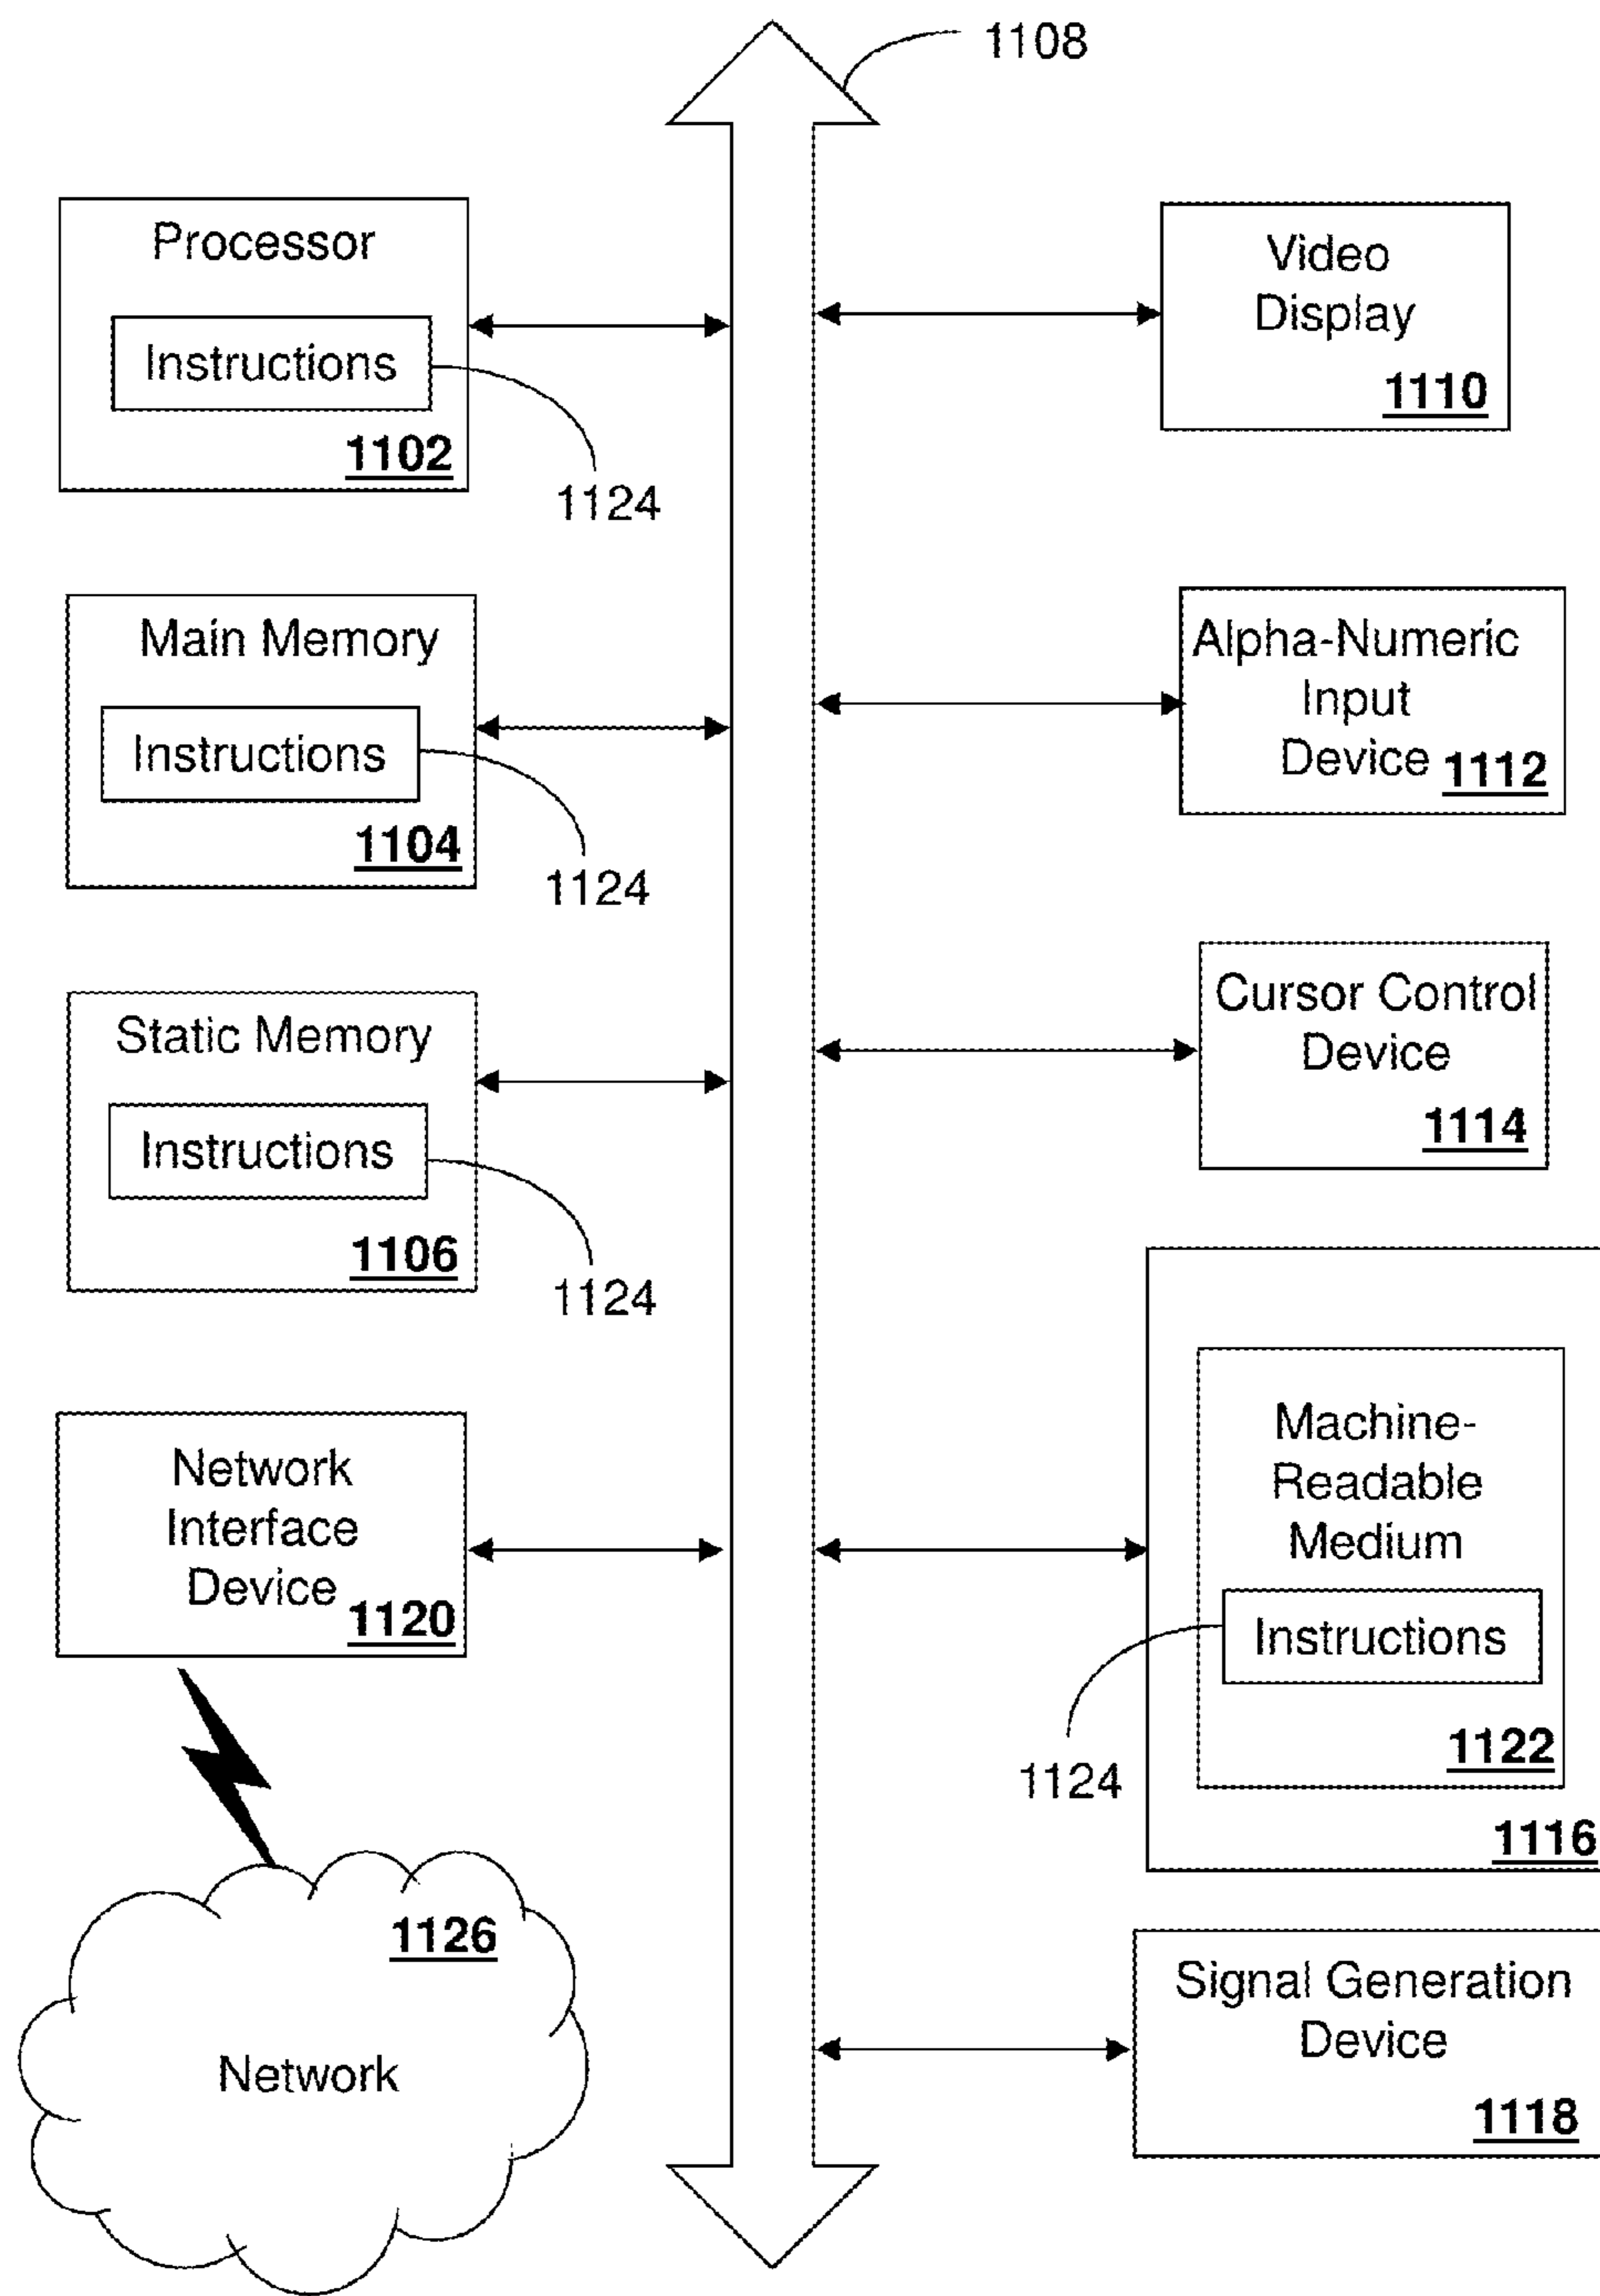 1108
Processor
Instructions
1102
1124
Main Memory
Instructions
1104
1124
Static Memory
Instructions
1106
1124
Network
Interface
Device
1120
1126
Network
Video
Display
1110
Alpha-Numeric
Input
Device 1112
Cursor Control
Device
1114
Machine-
Readable
Medium
Instructions
1122
1124
1116
Signal Generation
Device
1118